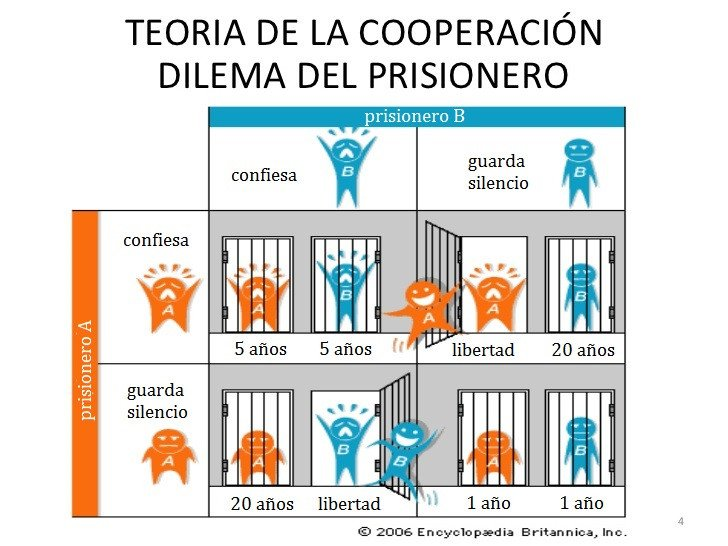 TEORIA DE LA COOPERACIÓN
DILEMA DEL PRISIONERO
prisionero B
confiesa
B
guarda
silencio
B
prisionero A
confiesa
A
A
B
A
A
B
5 años
5 años
libertad
20 años
guarda
silencio
A
A
B
B
A
B
20 años
libertad
1 año
1 año
© 2006 Encyclopædia Britannica, Inc.
4